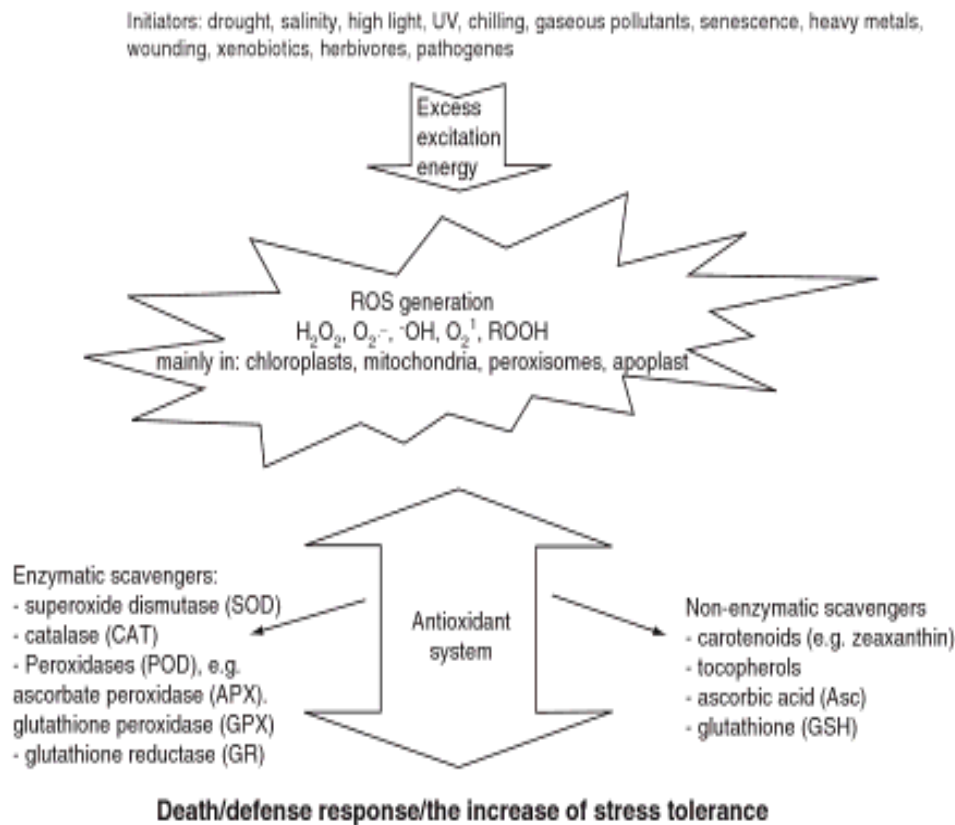 Initiators: drought, salinity, high light, UV, chilling, gaseous pollutants, senescence, heavy metals,
wounding, xenobiotics, herbivores, pathogenes
Excess
excitation
energy
ROS generation
H₂O₂, O₂·⁻, ⁻OH, O₂¹, ROOH
mainly in: chloroplasts, mitochondria, peroxisomes, apoplast
Enzymatic scavengers:
- superoxide dismutase (SOD)
- catalase (CAT)
- Peroxidases (POD), e.g.
ascorbate peroxidase (APX).
glutathione peroxidase (GPX)
- glutathione reductase (GR)
Antioxidant
system
Non-enzymatic scavengers
- carotenoids (e.g. zeaxanthin)
- tocopherols
- ascorbic acid (Asc)
- glutathione (GSH)
Death/defense response/the increase of stress tolerance